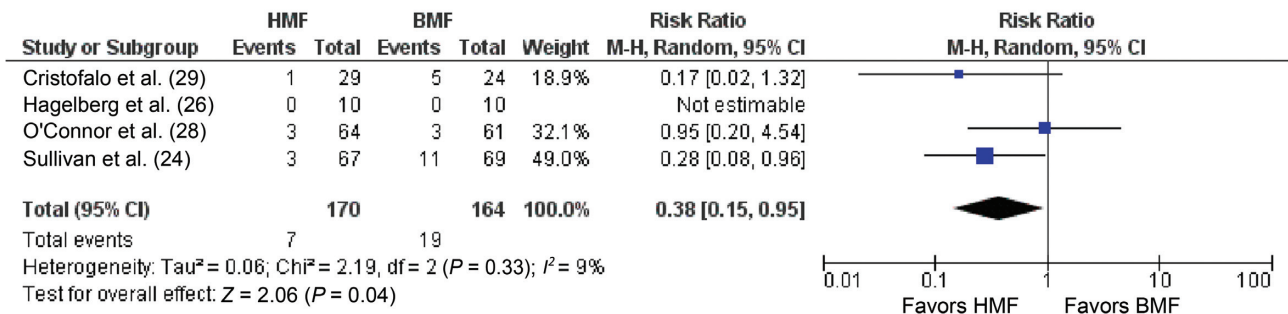 HMF BMF Risk Ratio Risk Ratio
Study or Subgroup Events Total Events Total Weight M-H, Random, 95% CI M-H, Random, 95% CI
Cristofalo et al. (29) 1 29 5 24 18.9% 0.17 [0.02, 1.32]
Hagelberg et al. (26) 0 10 0 10 Not estimable
O'Connor et al. (28) 3 64 3 61 32.1% 0.95 [0.20, 4.54]
Sullivan et al. (24) 3 67 11 69 49.0% 0.28 [0.08, 0.96]
Total (95% CI) 170 164 100.0% 0.38 [0.15, 0.95]
Total events 7 19
Heterogeneity: Tau² = 0.06; Chi² = 2.19, df = 2 (P = 0.33); I² = 9%
Test for overall effect: Z = 2.06 (P = 0.04)
0.01 0.1 1 10 100
Favors HMF Favors BMF